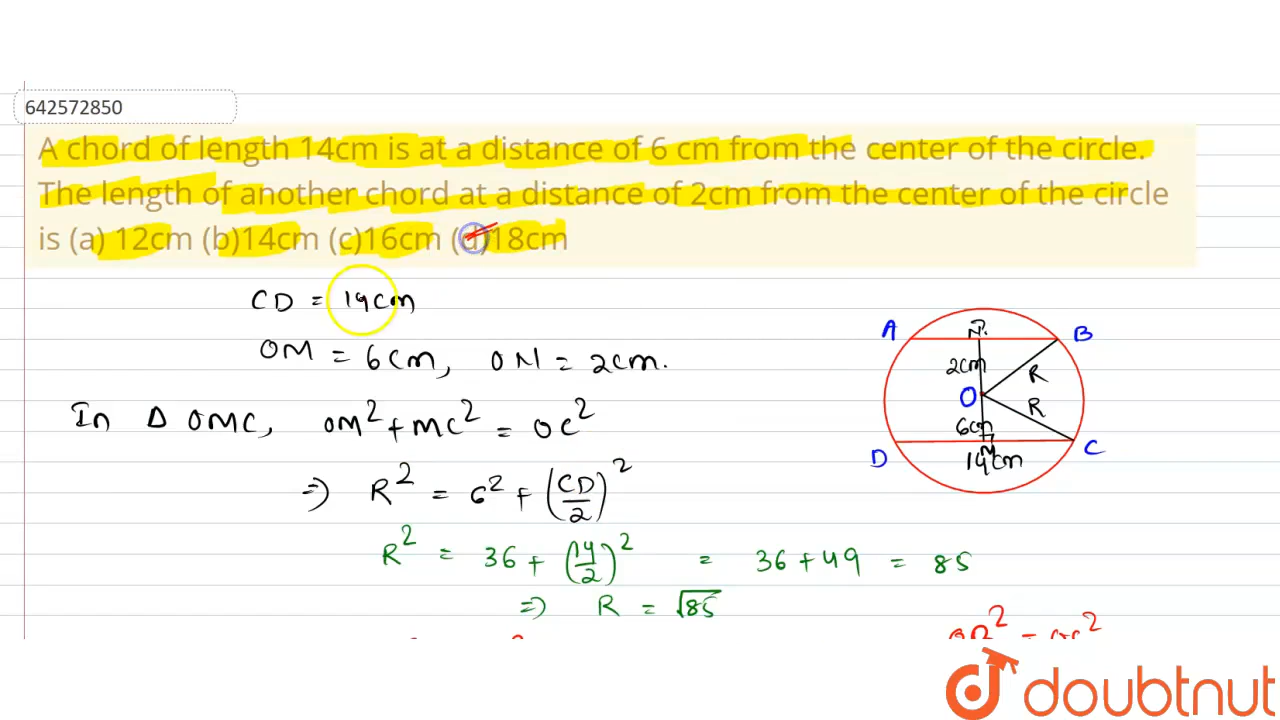 642572850
A chord of length 14cm is at a distance of 6 cm from the center of the circle.
The length of another chord at a distance of 2cm from the center of the circle
is (a) 12cm (b)14cm (c)16cm (d)18cm
CD = 14cm
OM = 6cm, ON = 2cm.
In Δ OMC, OM² + MC² = OC²
⇒ R² = 6² + (CD/2)²
R² = 36 + (14/2)² = 36 + 49 = 85
⇒ R = √85
A
N
B
2cm
R
O
R
6cm
M
D
14cm
C
doubtnut